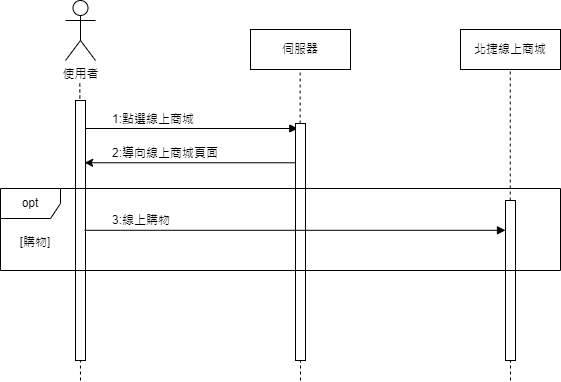 伺服器
北捷線上商城
使用者
1:點選線上商城
2:導向線上商城頁面
opt
3:線上購物
[購物]